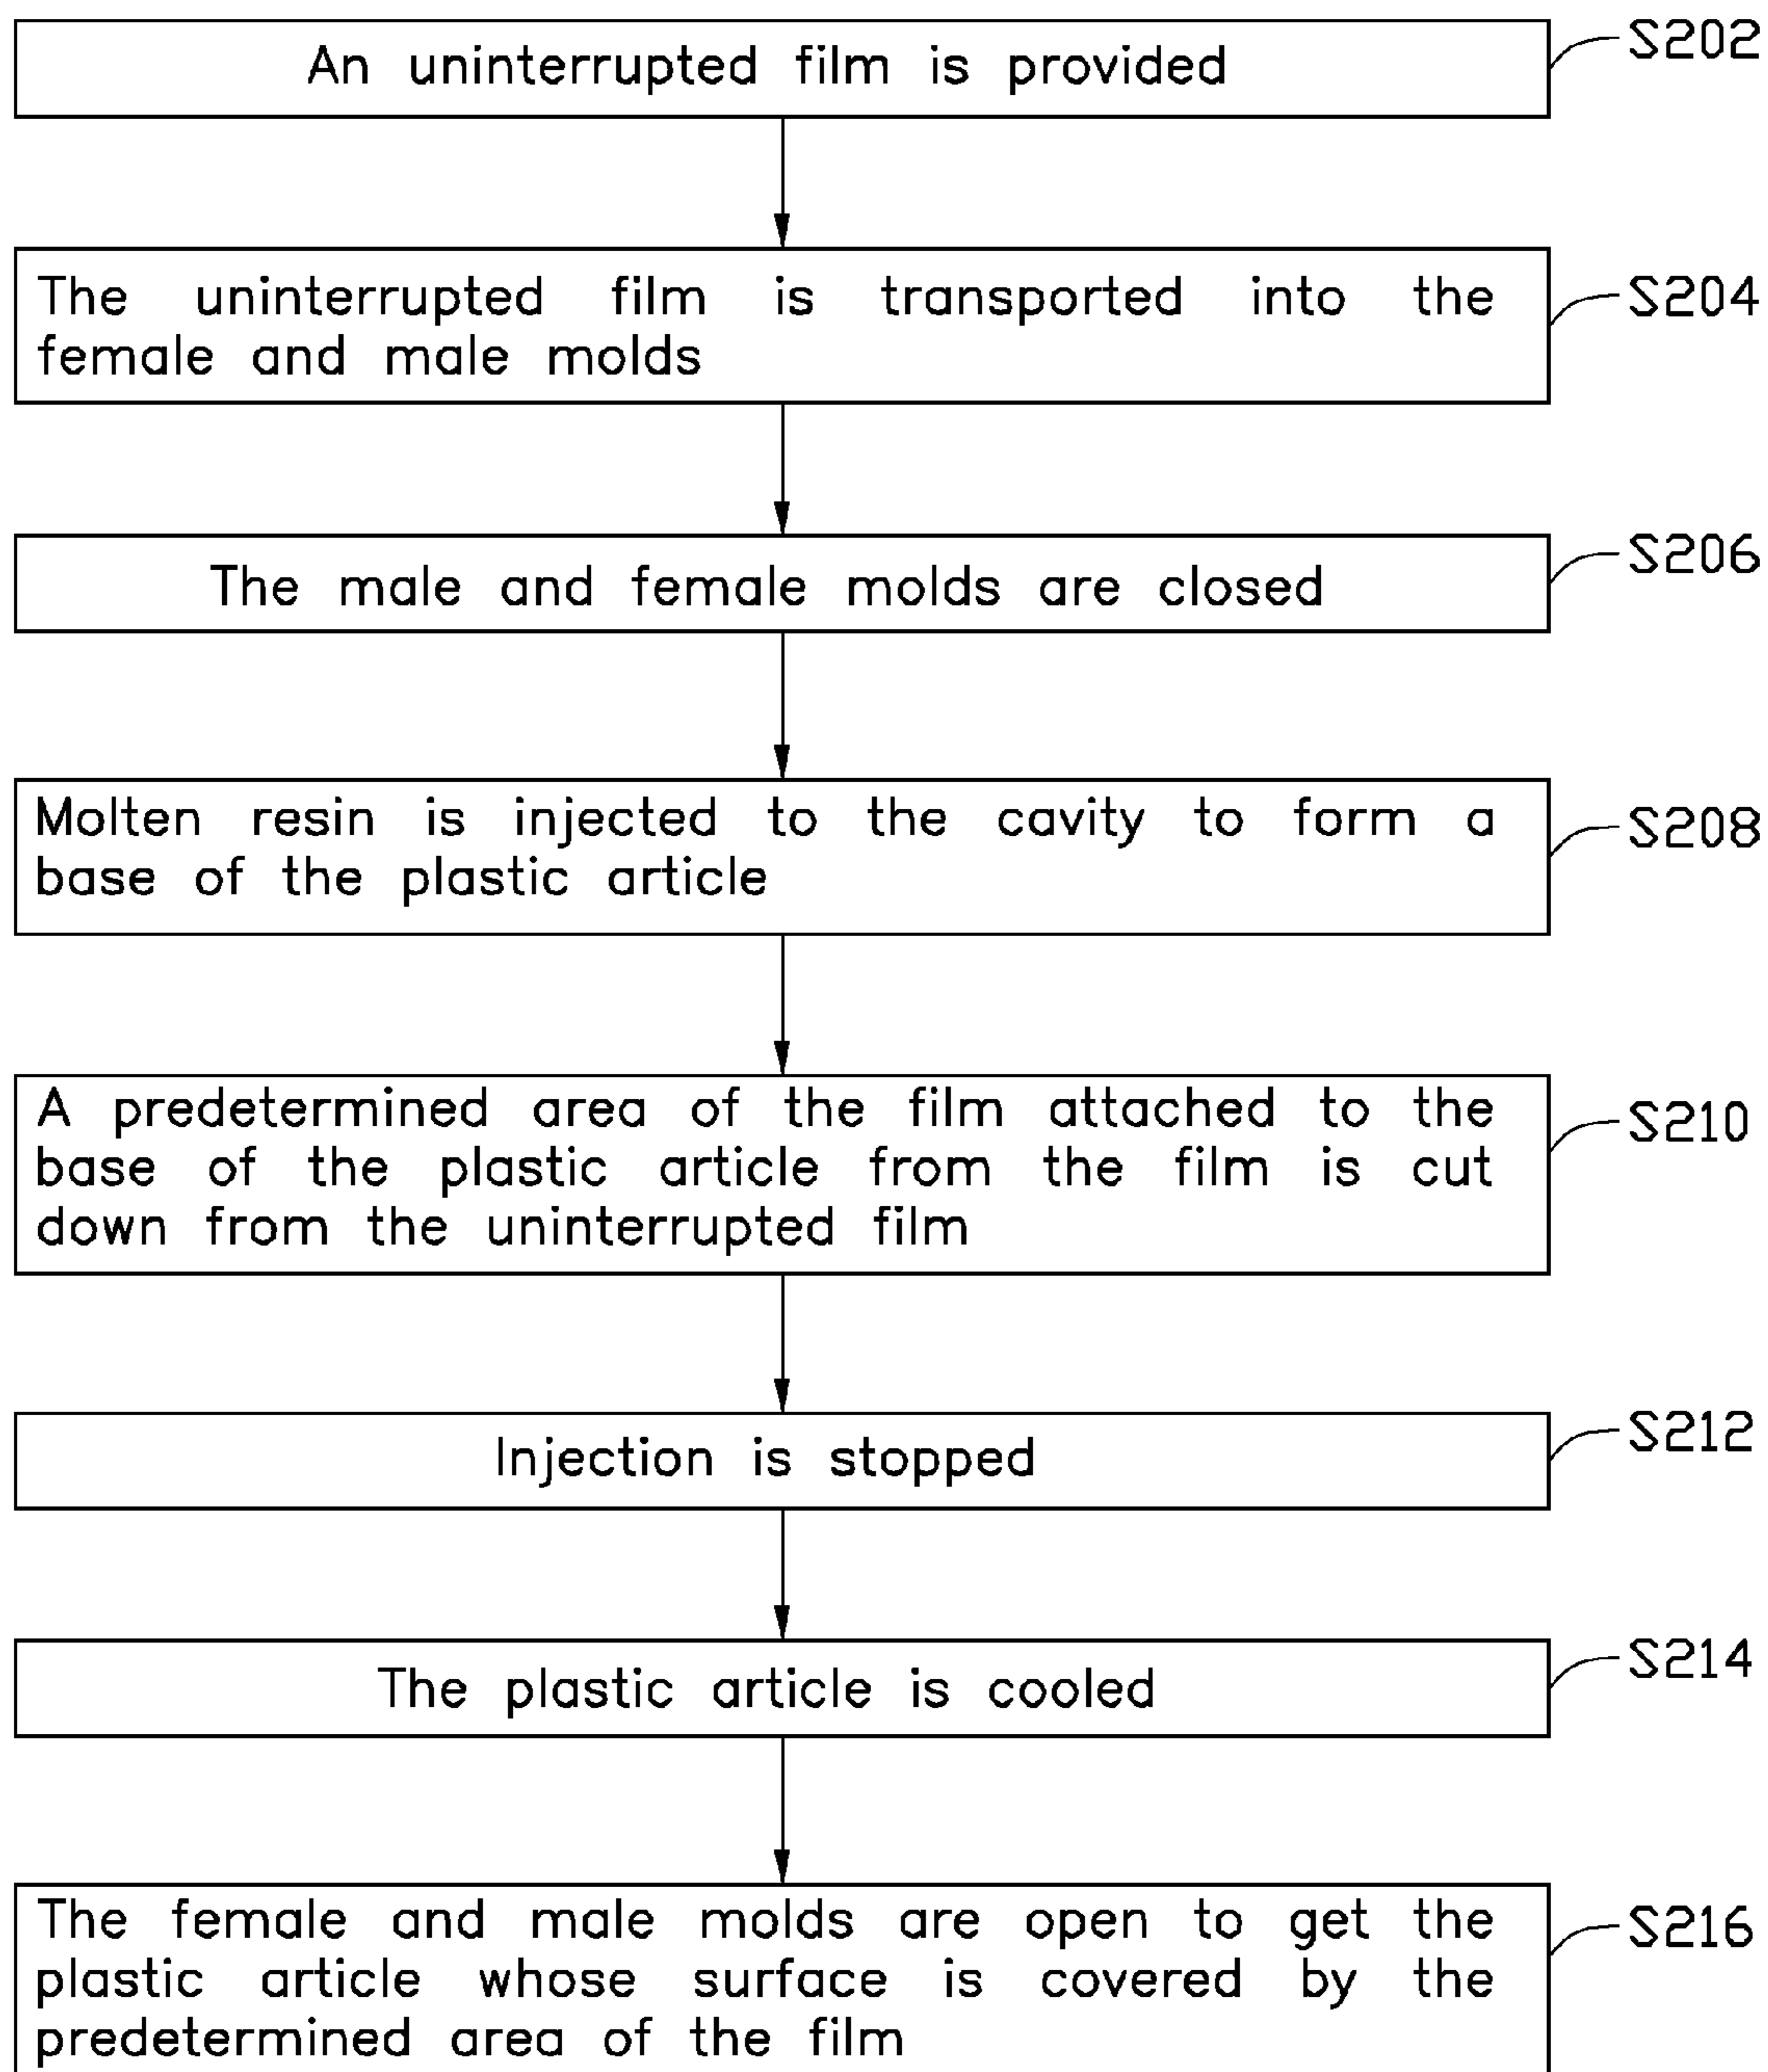 An uninterrupted film is provided
S202
The uninterrupted film is transported into the
female and male molds
S204
The male and female molds are closed
S206
Molten resin is injected to the cavity to form a
base of the plastic article
S208
A predetermined area of the film attached to the
base of the plastic article from the film is cut
down from the uninterrupted film
S210
Injection is stopped
S212
The plastic article is cooled
S214
The female and male molds are open to get the
plastic article whose surface is covered by the
predetermined area of the film
S216